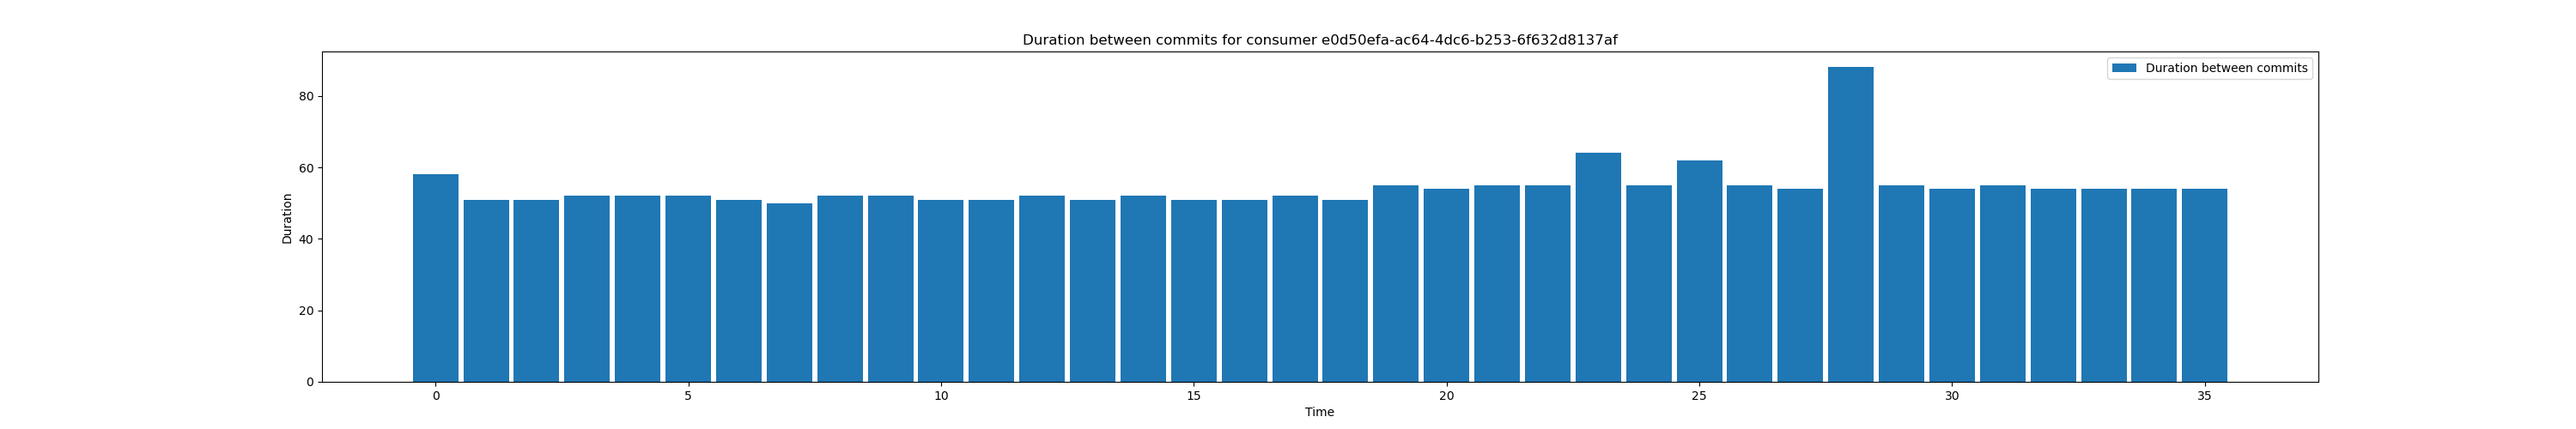 Duration between commits for consumer e0d50efa-ac64-4dc6-b253-6f632d8137af
Duration between commits
80
60
40
20
0
Duration
0 5 10 15 20 25 30 35
Time